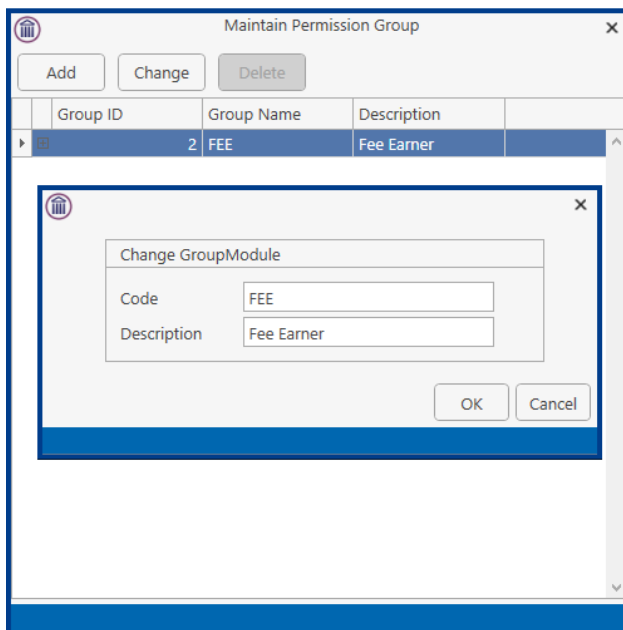 Maintain Permission Group
Add Change Delete
Group ID Group Name Description
2 FEE Fee Earner
Change GroupModule
Code FEE
Description Fee Earner
OK Cancel